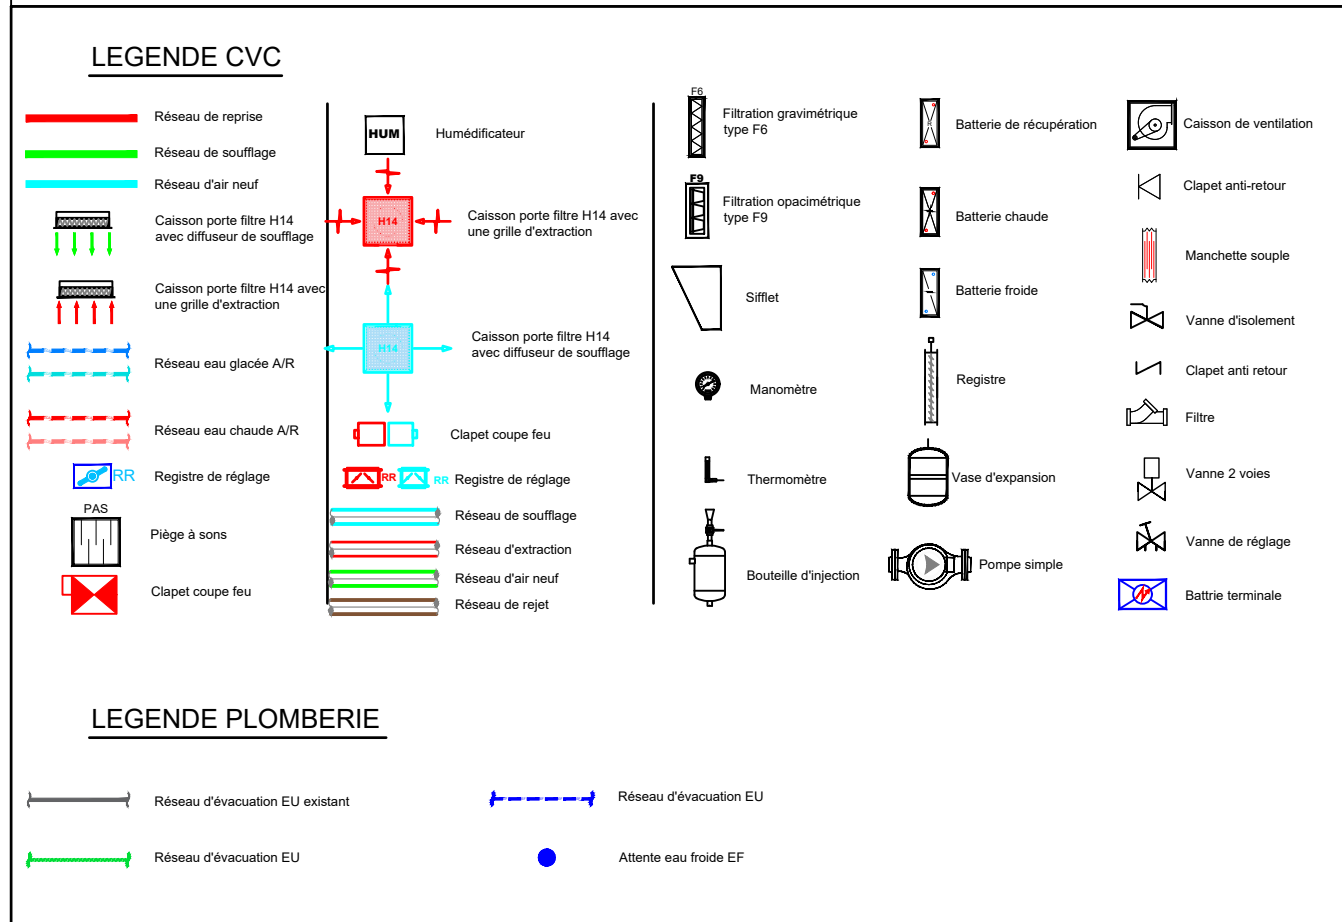 LEGENDE CVC
Réseau de reprise
Réseau de soufflage
Réseau d'air neuf
Caisson porte filtre H14
avec diffuseur de soufflage
Caisson porte filtre H14 avec
une grille d'extraction
Réseau eau glacée A/R
Réseau eau chaude A/R
RR
Registre de réglage
PAS
Piège à sons
Clapet coupe feu
HUM
Humédificateur
H14
Caisson porte filtre H14 avec
une grille d'extraction
H14
Caisson porte filtre H14
avec diffuseur de soufflage
Clapet coupe feu
RR
RR
Registre de réglage
Réseau de soufflage
Réseau d'extraction
Réseau d'air neuf
Réseau de rejet
F6
Filtration gravimétrique
type F6
F9
Filtration opacimétrique
type F9
Sifflet
Manomètre
Thermomètre
Bouteille d'injection
Batterie de récupération
Batterie chaude
Batterie froide
Registre
Vase d'expansion
Pompe simple
Caisson de ventilation
Clapet anti-retour
Manchette souple
Vanne d'isolement
Clapet anti retour
Filtre
Vanne 2 voies
Vanne de réglage
Battrie terminale
LEGENDE PLOMBERIE
Réseau d'évacuation EU existant
Réseau d'évacuation EU
Réseau d'évacuation EU
Attente eau froide EF